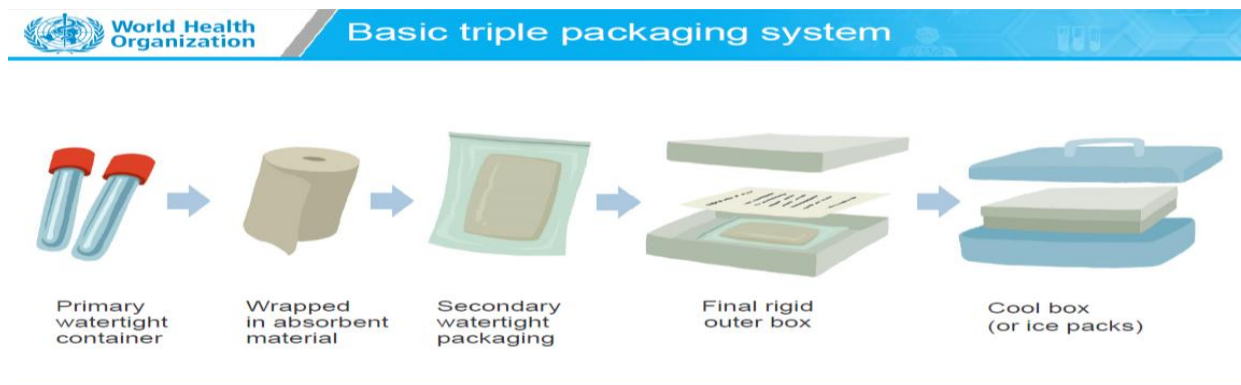 World Health
Organization
Basic triple packaging system
Primary
watertight
container
Wrapped
in absorbent
material
Secondary
watertight
packaging
Final rigid
outer box
Cool box
(or ice packs)